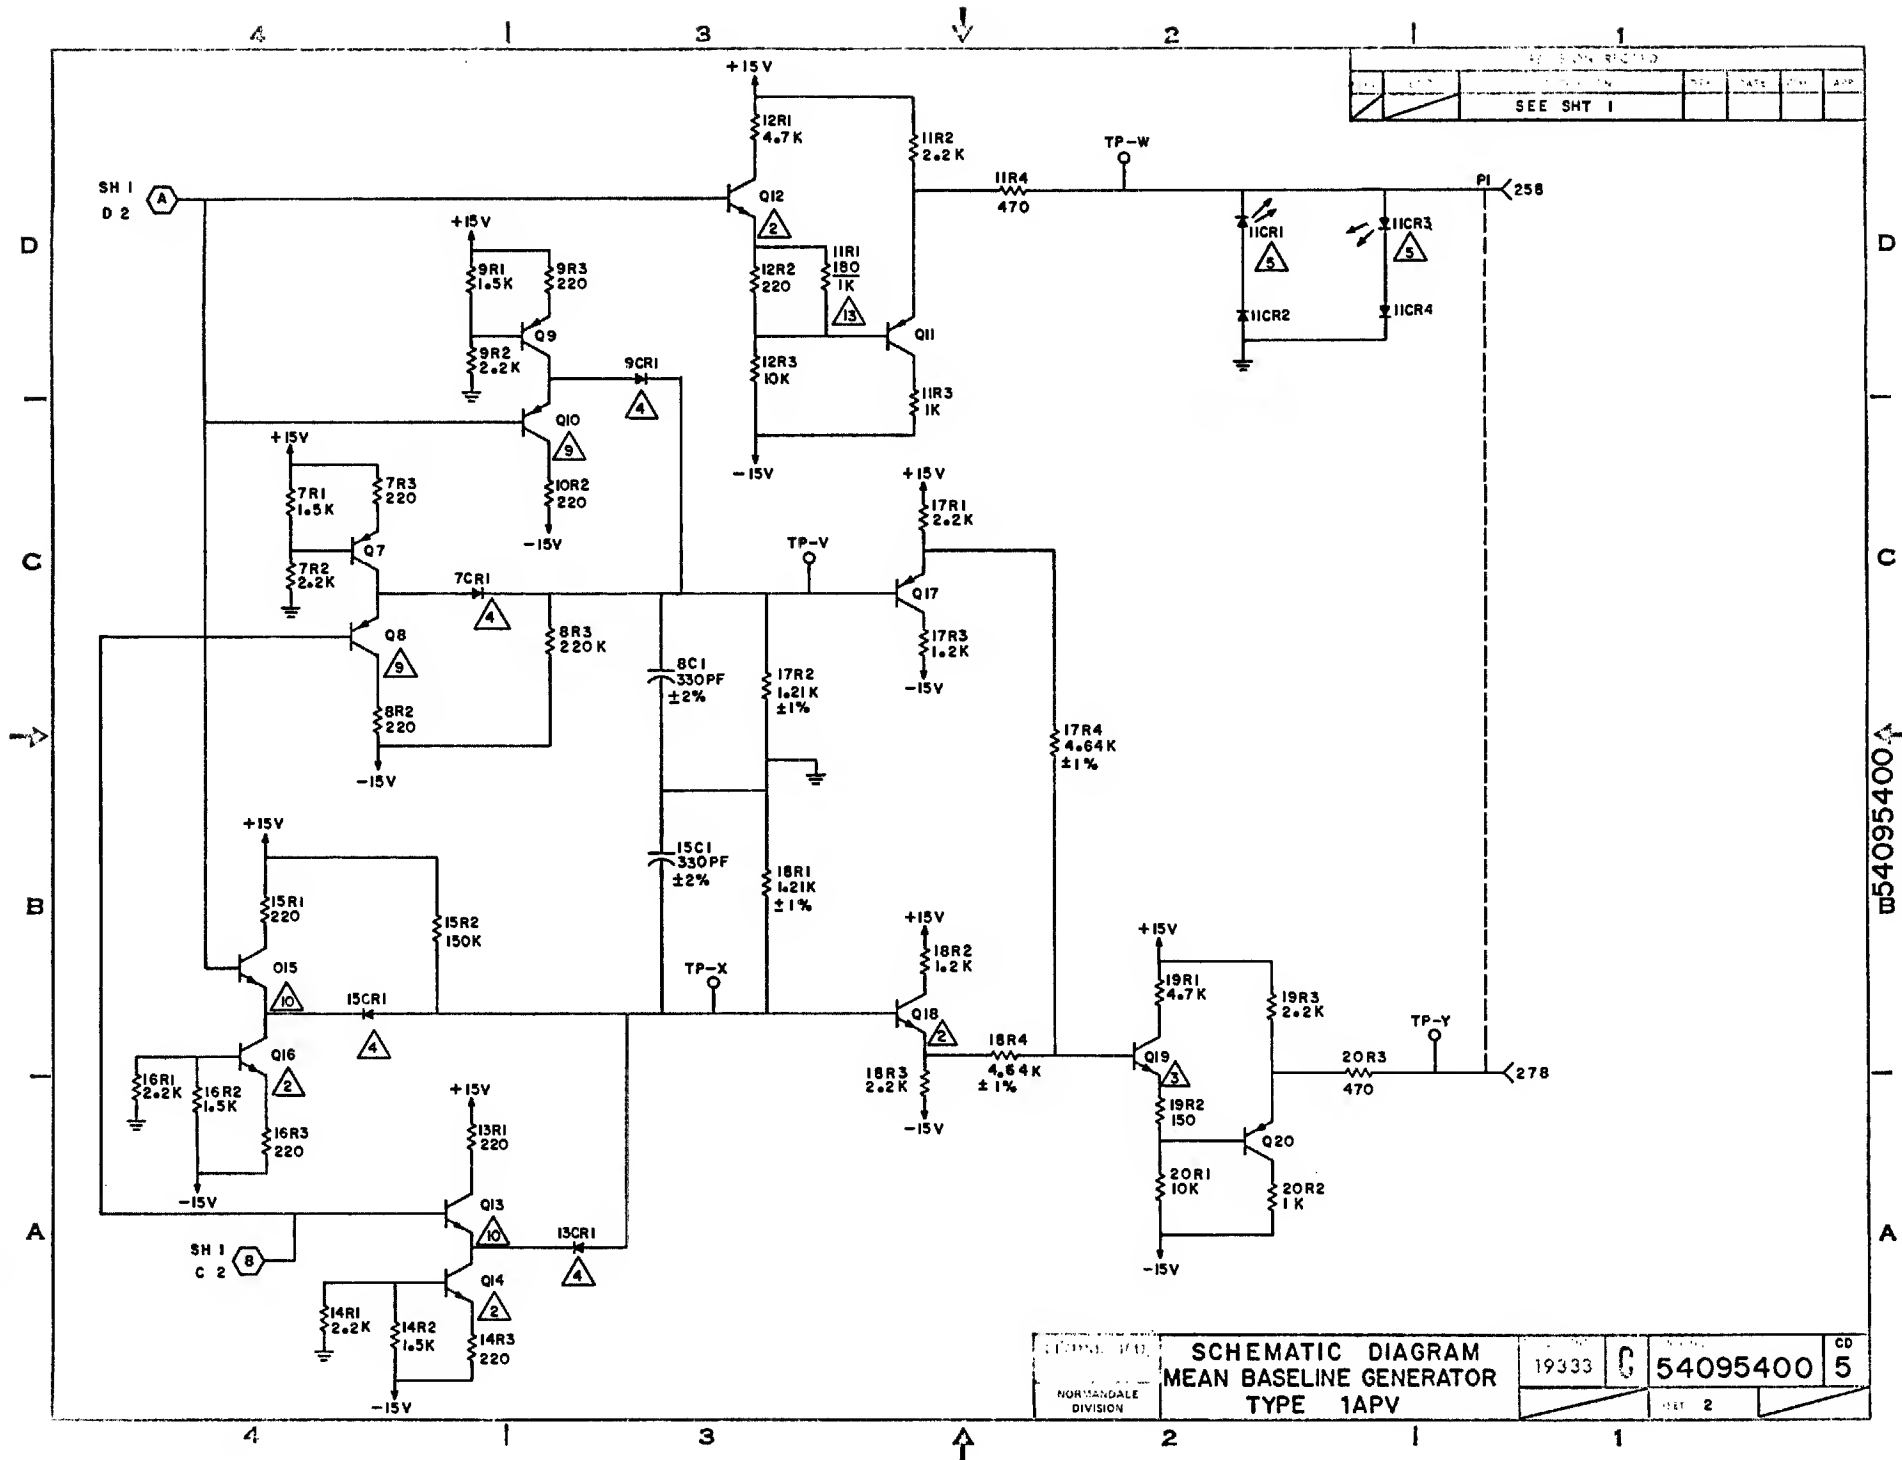 4 3 2 1
SEE SHT 1
+15V
12R1
4.7K
11R2
2.2K
TP-W
SH 1
D 2
A
Q12
2
11R4
470
P1
258
D
D
+15V
9R1
1.5K
9R3
220
12R2
220
11R1
180
1K
13
11CR1
5
11CR3
5
Q9
9R2
2.2K
Q11
11CR2
11CR4
9CR1
4
12R3
10K
11R3
1K
Q10
9
+15V
-15V
7R1
1.5K
7R3
220
10R2
220
-15V
+15V
17R1
2.2K
TP-V
C
C
Q7
7R2
2.2K
7CR1
4
Q17
Q8
9
8R3
220K
17R3
1.2K
-15V
8C1
330PF
±2%
17R2
1.21K
±1%
8R2
220
-15V
17R4
4.64K
±1%
54095400
+15V
15C1
330PF
±2%
18R1
1.21K
±1%
B
B
15R1
220
15R2
150K
+15V
18R2
1.2K
+15V
Q15
10
15CR1
4
TP-X
Q18
2
19R1
4.7K
19R3
2.2K
TP-Y
Q16
2
18R4
4.64K
±1%
Q19
3
20R3
470
278
16R1
2.2K
16R2
1.5K
18R3
2.2K
-15V
19R2
150
+15V
13R1
220
16R3
220
-15V
Q20
20R1
10K
20R2
1K
A
A
Q13
10
13CR1
4
SH 1
C 2
B
-15V
Q14
2
14R1
2.2K
14R2
1.5K
14R3
220
-15V
NORMANDALE
DIVISION
SCHEMATIC DIAGRAM
MEAN BASELINE GENERATOR
TYPE 1APV
19333
G
54095400
CD
5
2
4 3 2 1